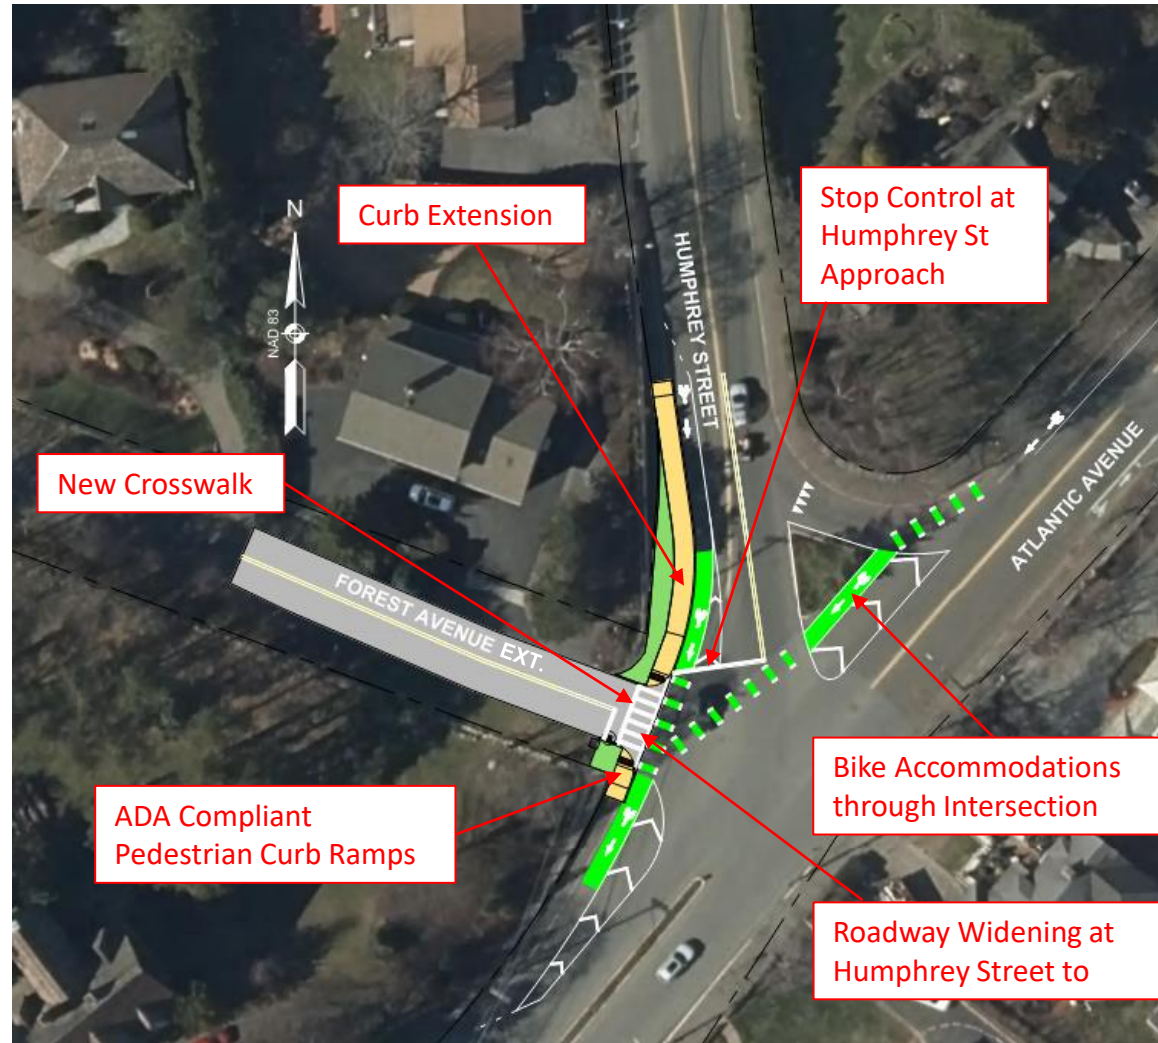 Curb Extension
Stop Control at
Humphrey St
Approach
N
NAD 83
HUMPHREY STREET
New Crosswalk
ATLANTIC AVENUE
FOREST AVENUE EXT.
Bike Accommodations
through Intersection
ADA Compliant
Pedestrian Curb Ramps
Roadway Widening at
Humphrey Street to